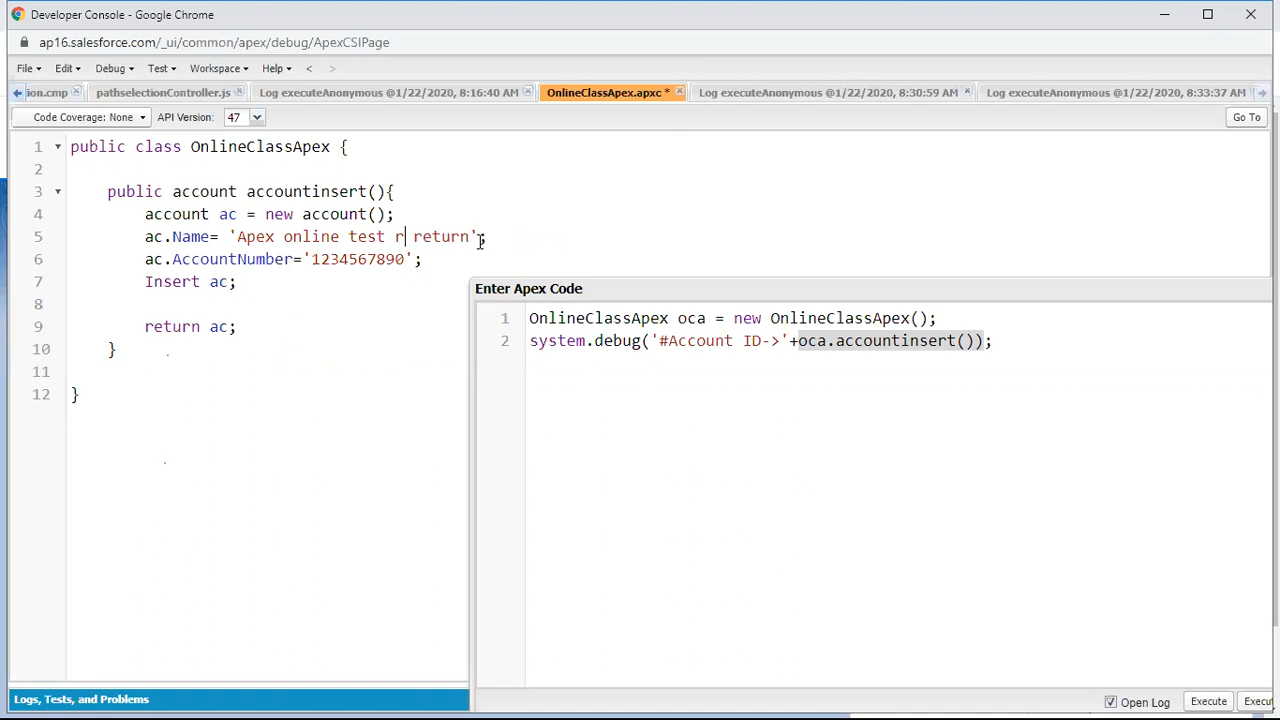 Developer Console - Google Chrome
ap16.salesforce.com/_ui/common/apex/debug/ApexCSIPage
File Edit Debug Test Workspace Help < >
ion.cmp pathselectionController.js Log executeAnonymous @1/22/2020, 8:16:40 AM OnlineClassApex.apxc * Log executeAnonymous @1/22/2020, 8:30:59 AM Log executeAnonymous @1/22/2020, 8:33:37 AM
Code Coverage: None API Version: 47 Go To
1 public class OnlineClassApex {
2
3 public account accountinsert(){
4 account ac = new account();
5 ac.Name= 'Apex online test r return';
6 ac.AccountNumber='1234567890';
7 Insert ac;
8
9 return ac;
10 }
11
12 }
Enter Apex Code
1 OnlineClassApex oca = new OnlineClassApex();
2 system.debug('#Account ID->'+oca.accountinsert());
Logs, Tests, and Problems
Open Log Execute Execu